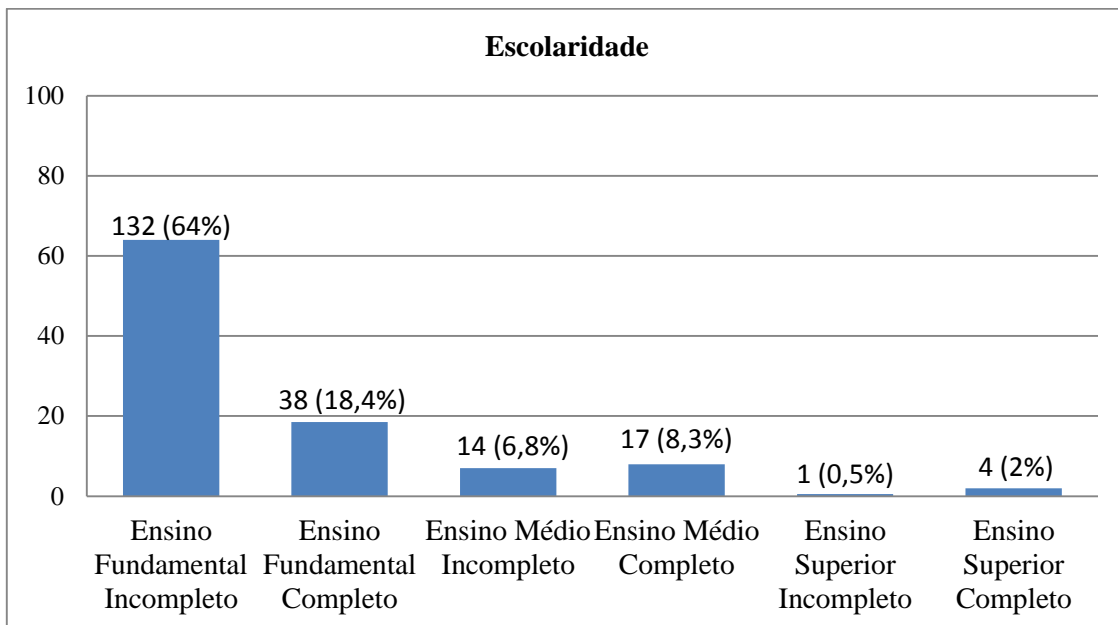 Escolaridade
100
80
60
40
20
0
132 (64%)
38 (18,4%)
14 (6,8%)
17 (8,3%)
1 (0,5%)
4 (2%)
Ensino
Fundamental
Incompleto
Ensino
Fundamental
Completo
Ensino Médio
Incompleto
Ensino Médio
Completo
Ensino
Superior
Incompleto
Ensino
Superior
Completo